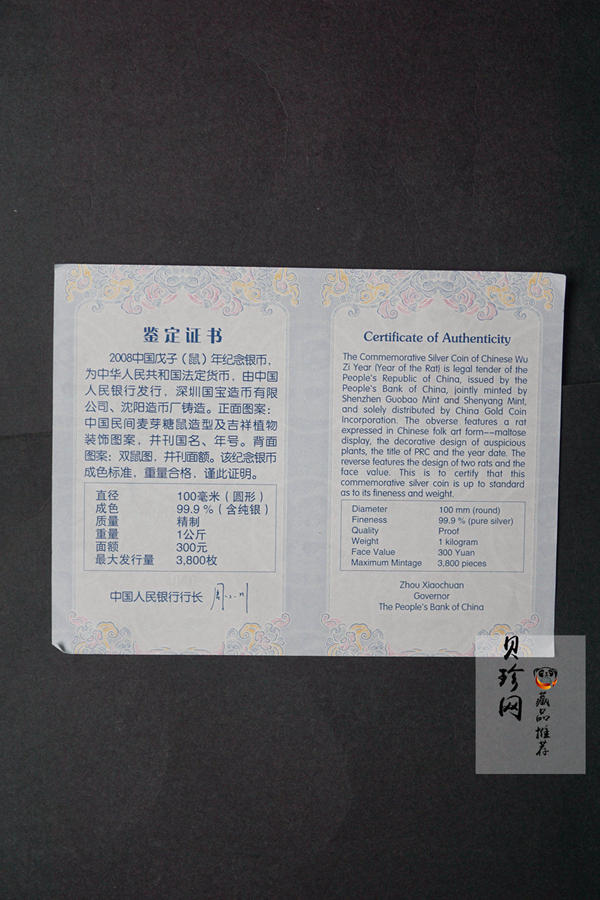 鉴定证书
2008中国戊子（鼠）年纪念银币，
为中华人民共和国法定货币，由中国
人民银行发行，深圳国宝造币有限
公司、沈阳造币厂铸造。正面图案：
中国民间麦芽糖鼠造型及吉祥植物
装饰图案，井刊国名、年号。背面
图案：双鼠图，井刊面额。该纪念银币
成色标准，重量合格，谨此证明。
直径 100毫米（圆形）
成色 99.9 %（含纯银）
质量 精制
重量 1公斤
面额 300元
最大发行量 3,800枚
中国人民银行行长
Certificate of Authenticity
The Commemorative Silver Coin of Chinese Wu
Zi Year (Year of the Rat) is legal tender of the
People's Republic of China, issued by the
People's Bank of China, jointly minted by
Shenzhen Guobao Mint and Shenyang Mint,
and solely distributed by China Gold Coin
Incorporation. The obverse features a rat
expressed in Chinese folk art form---maltose
display, the decorative design of auspicious
plants, the title of PRC and the year date. The
reverse features the design of two rats and the
face value. This is to certify that this
commemorative silver coin is up to standard
as to its fineness and weight.
Diameter 100 mm (round)
Fineness 99.9 % (pure silver)
Quality Proof
Weight 1 kilogram
Face Value 300 Yuan
Maximum Mintage 3,800 pieces
Zhou Xiaochuan
Governor
The People's Bank of China
贝珍网
藏品推荐